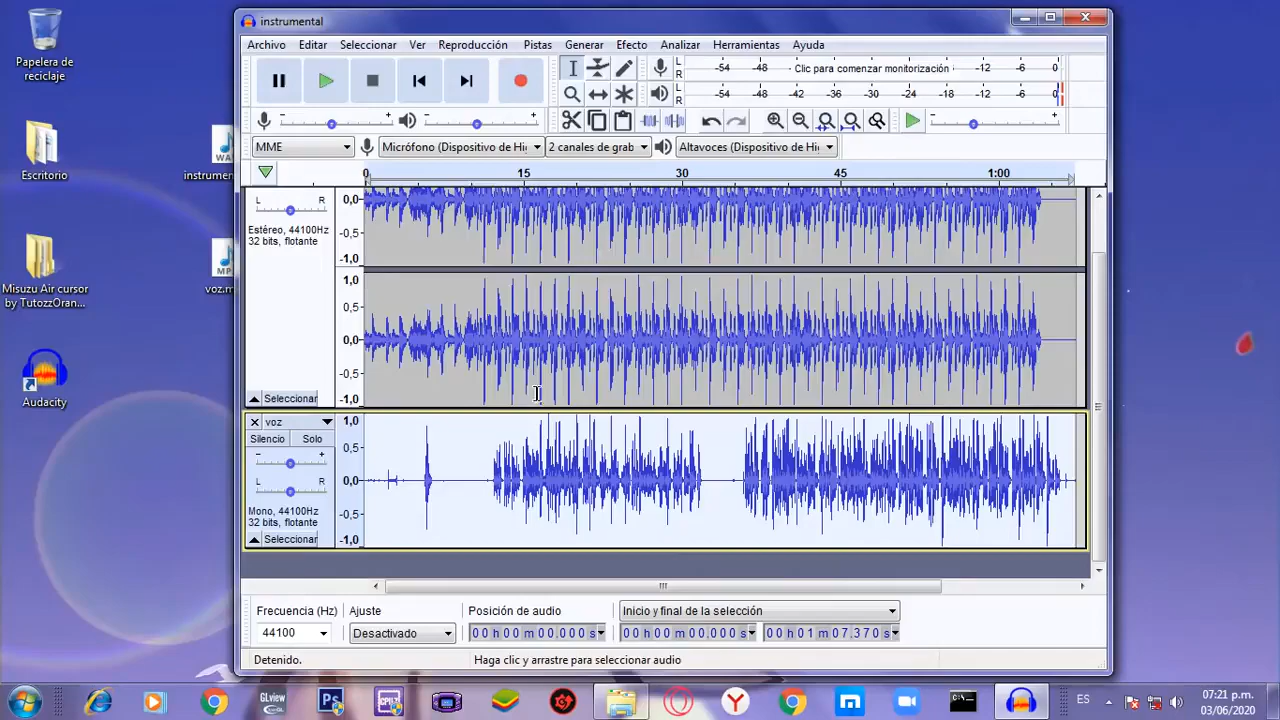 Papelera de
reciclaje
Escritorio
Misuzu Air cursor
by TutozzOran...
Audacity
instrumental
Archivo Editar Seleccionar Ver Reproducción Pistas Generar Efecto Analizar Herramientas Ayuda
L
R
-54 -48 Clic para comenzar monitorización -12 -6 0
L
R
-54 -48 -42 -36 -30 -24 -18 -12 -6 0
MME Micrófono (Dispositivo de Hi 2 canales de grab Altavoces (Dispositivo de Hi
0 15 30 45 1:00
L R
Estéreo, 44100Hz
32 bits, flotante
Seleccionar
0,0
-0,5
-1,0
1,0
0,5
0,0
-0,5
-1,0
voz
Silencio Solo
- +
L R
Mono, 44100Hz
32 bits, flotante
Seleccionar
1,0
0,5
0,0
-0,5
-1,0
Frecuencia (Hz) Ajuste Posición de audio Inicio y final de la selección
44100 Desactivado 00 h 00 m 00.000 s 00 h 00 m 00.000 s 00 h 01 m 07.370 s
Detenido. Haga clic y arrastre para seleccionar audio
GLview
Ps
ES
07:21 p.m.
03/06/2020